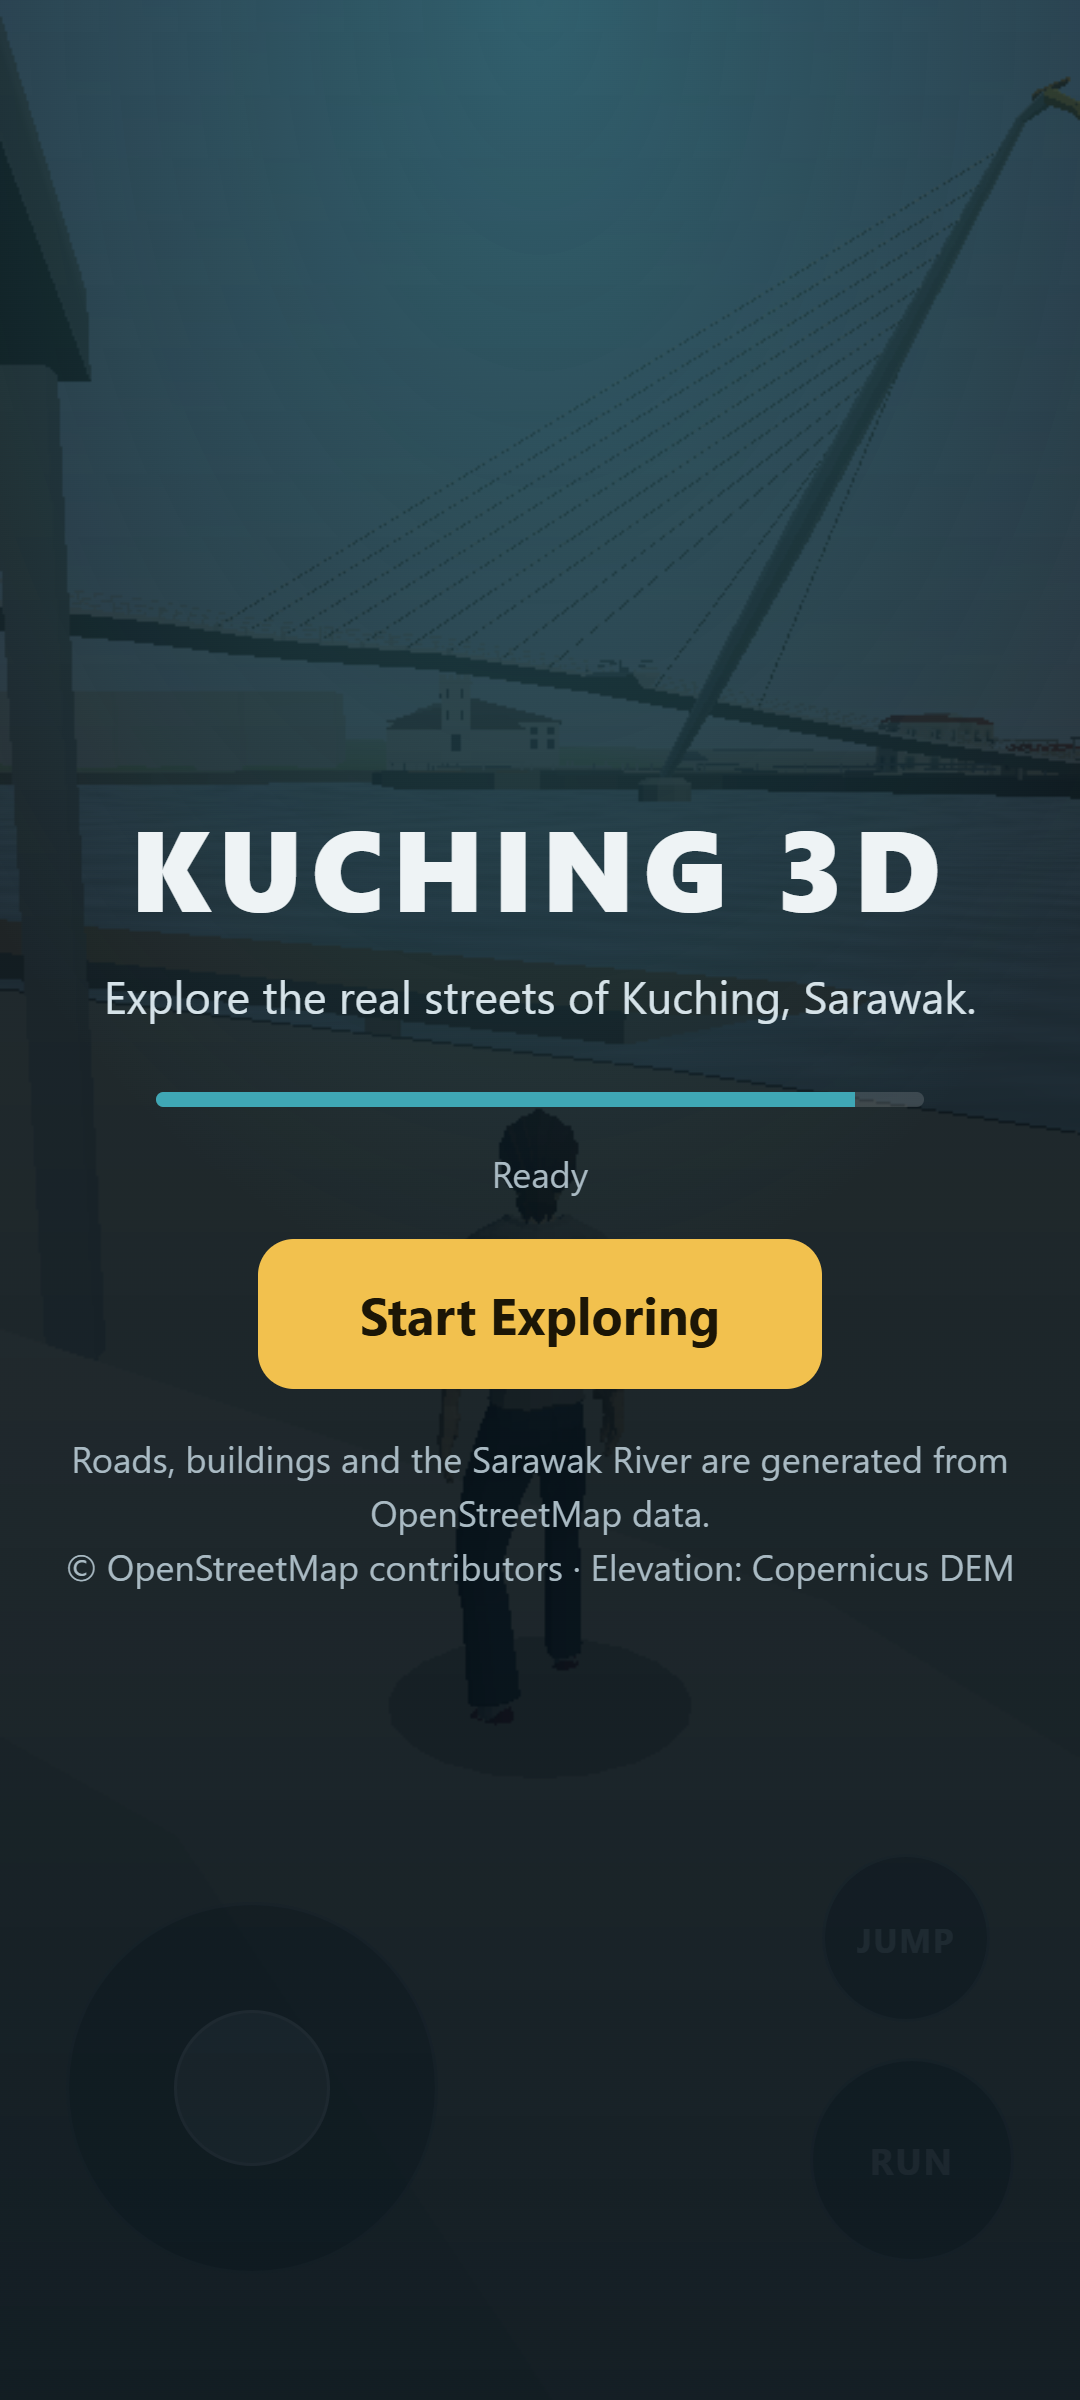 KUCHING 3D
Explore the real streets of Kuching, Sarawak.
Ready
Start Exploring
Roads, buildings and the Sarawak River are generated from
OpenStreetMap data.
© OpenStreetMap contributors · Elevation: Copernicus DEM
JUMP
RUN